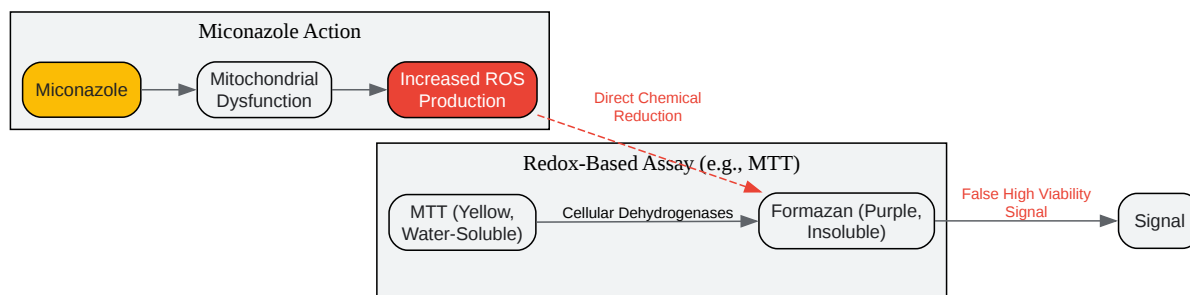 Miconazole Action
Miconazole
Mitochondrial
Dysfunction
Increased ROS
Production
Direct Chemical
Reduction
Redox-Based Assay (e.g., MTT)
MTT (Yellow,
Water-Soluble)
Cellular Dehydrogenases
Formazan (Purple,
Insoluble)
False High Viability
Signal
Signal